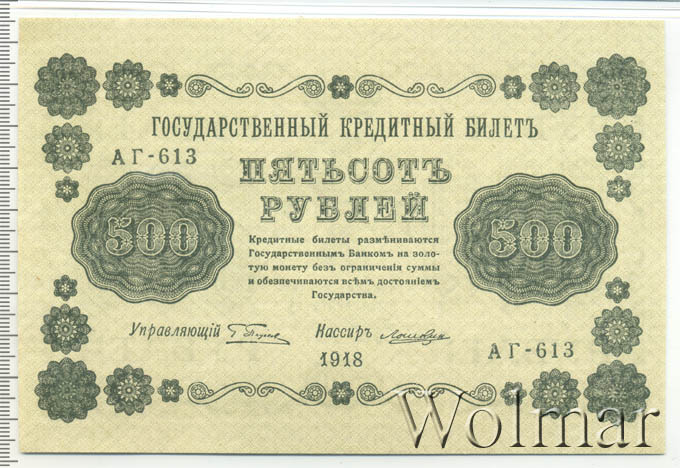 ГОСУДАРСТВЕННЫЙ КРЕДИТНЫЙ БИЛЕТЪ
АГ-613
ПЯТЬСОТЪ
РУБЛЕЙ
500
500
Кредитные билеты размѣниваются
Государственнымъ Банкомъ на золо-
тую монету безъ ограниченія суммы
и обезпечиваются всѣмъ достояніемъ
Государства.
Управляющій
Кассиръ
1918
АГ-613
Wolmar